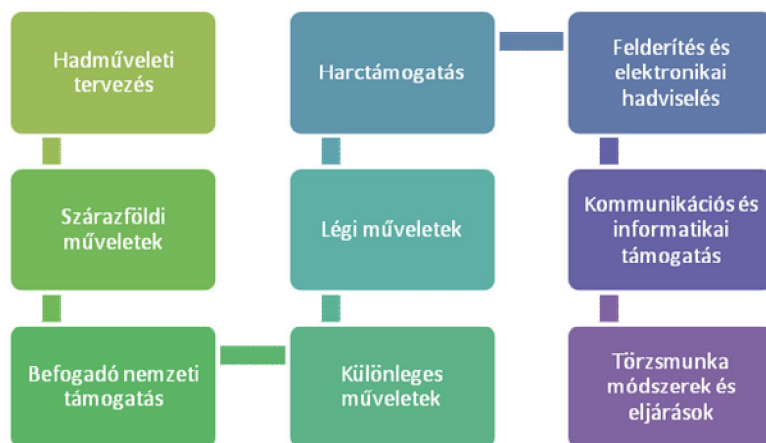 Hadműveleti
tervezés
Szárazföldi
műveletek
Befogadó nemzeti
támogatás
Különleges
műveletek
Légi műveletek
Harctámogatás
Felderítés és
elektronikai
hadviselés
Kommunikációs és
informatikai
támogatás
Törzsmunka
módszerek és
eljárások